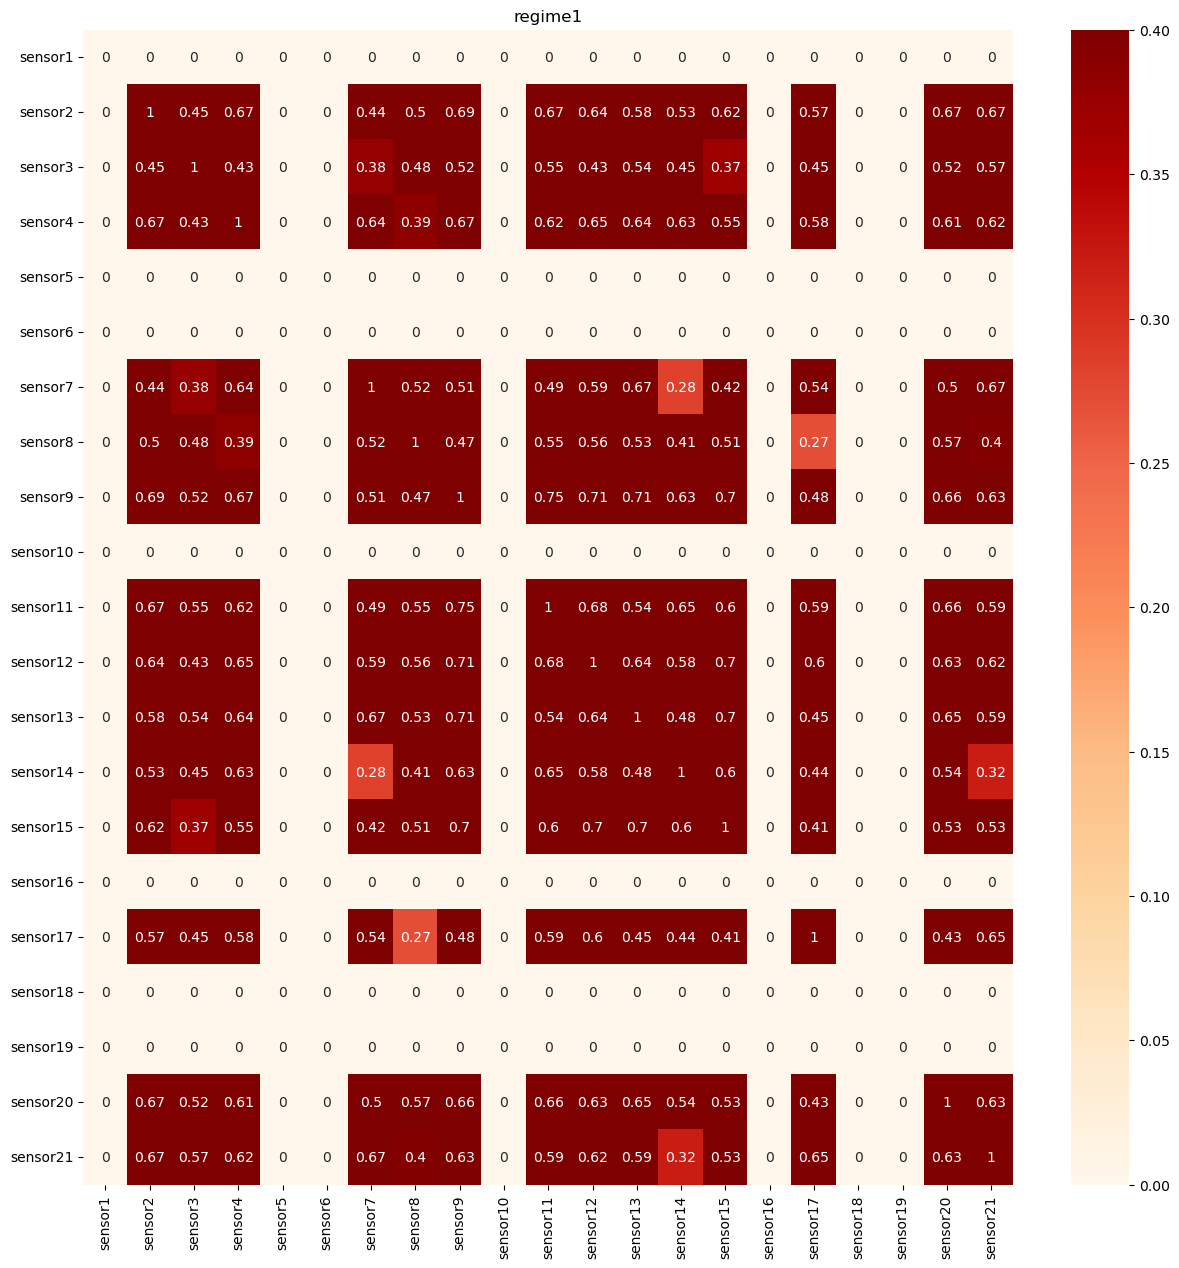 regime1
sensor1 0 0 0 0 0 0 0 0 0 0 0 0 0 0 0 0 0 0 0 0 0
sensor2 0 1 0.45 0.67 0 0 0.44 0.5 0.69 0 0.67 0.64 0.58 0.53 0.62 0 0.57 0 0 0.67 0.67
sensor3 0 0.45 1 0.43 0 0 0.38 0.48 0.52 0 0.55 0.43 0.54 0.45 0.37 0 0.45 0 0 0.52 0.57
sensor4 0 0.67 0.43 1 0 0 0.64 0.39 0.67 0 0.62 0.65 0.64 0.63 0.55 0 0.58 0 0 0.61 0.62
sensor5 0 0 0 0 0 0 0 0 0 0 0 0 0 0 0 0 0 0 0 0 0
sensor6 0 0 0 0 0 0 0 0 0 0 0 0 0 0 0 0 0 0 0 0 0
sensor7 0 0.44 0.38 0.64 0 0 1 0.52 0.51 0 0.49 0.59 0.67 0.28 0.42 0 0.54 0 0 0.5 0.67
sensor8 0 0.5 0.48 0.39 0 0 0.52 1 0.47 0 0.55 0.56 0.53 0.41 0.51 0 0.27 0 0 0.57 0.4
sensor9 0 0.69 0.52 0.67 0 0 0.51 0.47 1 0 0.75 0.71 0.71 0.63 0.7 0 0.48 0 0 0.66 0.63
sensor10 0 0 0 0 0 0 0 0 0 0 0 0 0 0 0 0 0 0 0 0 0
sensor11 0 0.67 0.55 0.62 0 0 0.49 0.55 0.75 0 1 0.68 0.54 0.65 0.6 0 0.59 0 0 0.66 0.59
sensor12 0 0.64 0.43 0.65 0 0 0.59 0.56 0.71 0 0.68 1 0.64 0.58 0.7 0 0.6 0 0 0.63 0.62
sensor13 0 0.58 0.54 0.64 0 0 0.67 0.53 0.71 0 0.54 0.64 1 0.48 0.7 0 0.45 0 0 0.65 0.59
sensor14 0 0.53 0.45 0.63 0 0 0.28 0.41 0.63 0 0.65 0.58 0.48 1 0.6 0 0.44 0 0 0.54 0.32
sensor15 0 0.62 0.37 0.55 0 0 0.42 0.51 0.7 0 0.6 0.7 0.7 0.6 1 0 0.41 0 0 0.53 0.53
sensor16 0 0 0 0 0 0 0 0 0 0 0 0 0 0 0 0 0 0 0 0 0
sensor17 0 0.57 0.45 0.58 0 0 0.54 0.27 0.48 0 0.59 0.6 0.45 0.44 0.41 0 1 0 0 0.43 0.65
sensor18 0 0 0 0 0 0 0 0 0 0 0 0 0 0 0 0 0 0 0 0 0
sensor19 0 0 0 0 0 0 0 0 0 0 0 0 0 0 0 0 0 0 0 0 0
sensor20 0 0.67 0.52 0.61 0 0 0.5 0.57 0.66 0 0.66 0.63 0.65 0.54 0.53 0 0.43 0 0 1 0.63
sensor21 0 0.67 0.57 0.62 0 0 0.67 0.4 0.63 0 0.59 0.62 0.59 0.32 0.53 0 0.65 0 0 0.63 1
sensor1
sensor2
sensor3
sensor4
sensor5
sensor6
sensor7
sensor8
sensor9
sensor10
sensor11
sensor12
sensor13
sensor14
sensor15
sensor16
sensor17
sensor18
sensor19
sensor20
sensor21
0.40
0.35
0.30
0.25
0.20
0.15
0.10
0.05
0.00